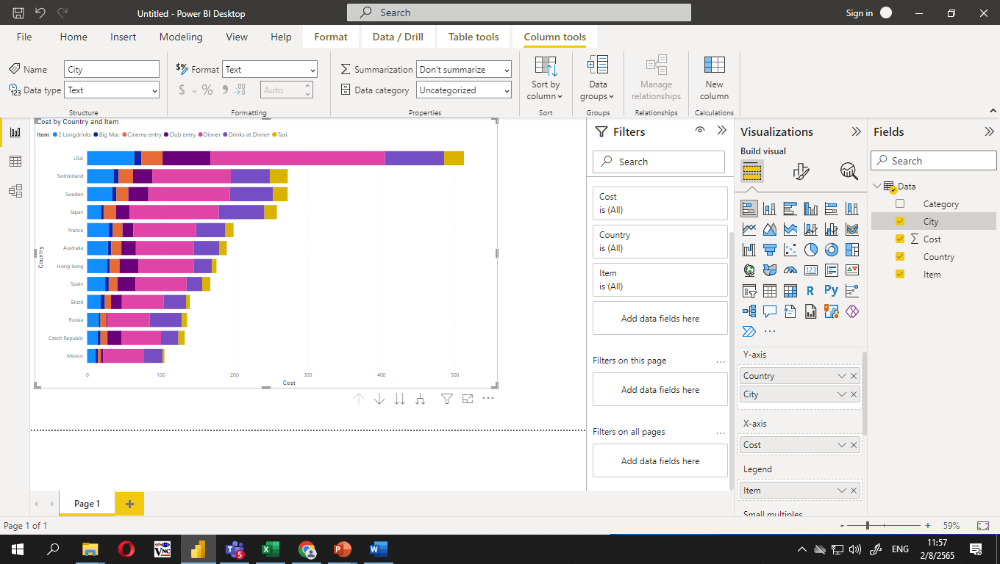 Untitled - Power BI Desktop
Search
Sign in
File
Home
Insert
Modeling
View
Help
Format
Data / Drill
Table tools
Column tools
Name
City
Data type
Text
Structure
Format
Text
$
%
Auto
Formatting
Summarization
Don't summarize
Data category
Uncategorized
Properties
Sort by
column
Sort
Data
groups
Groups
Manage
relationships
Relationships
New
column
Calculations
Cost by Country and Item
Item 2 Longdrinks Big Mac Cinema entry Club entry Dinner Drinks at Dinner Taxi
Country
USA
Switzerland
Sweden
Japan
France
Australia
Hong Kong
Spain
Brazil
Russia
Czech Republic
Mexico
0 100 200 300 400 500
Cost
Filters
Search
Cost
is (All)
Country
is (All)
Item
is (All)
Add data fields here
Filters on this page
Add data fields here
Filters on all pages
Add data fields here
Visualizations
Build visual
123
R
Py
Y-axis
Country
City
X-axis
Cost
Legend
Item
Small multiples
Fields
Search
Data
Category
City
Cost
Country
Item
Page 1
Page 1 of 1
59%
VNC
5
ENG
11:57
2/8/2565